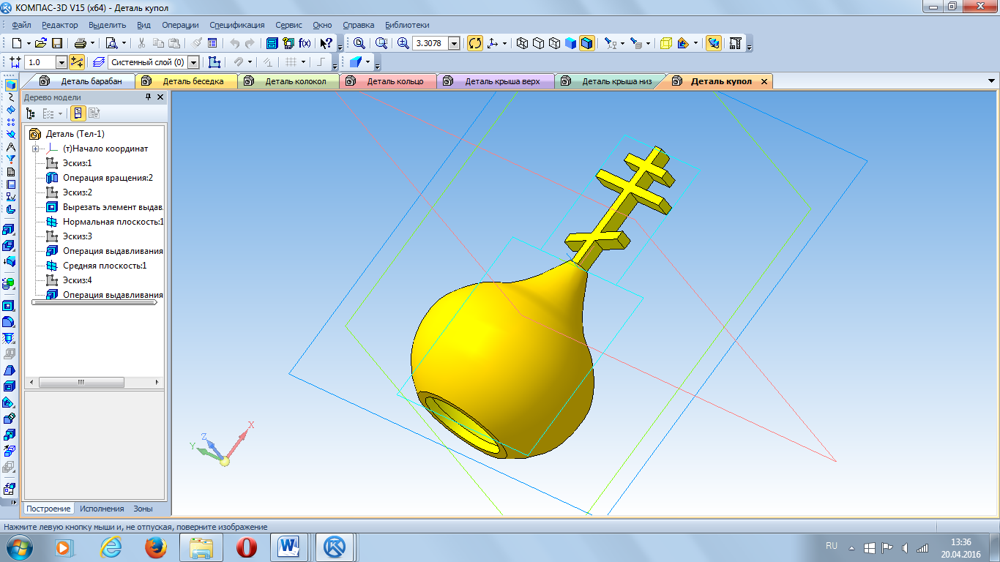 КОМПАС-3D V15 (x64) - Деталь купол
Файл Редактор Выделить Вид Операции Спецификация Сервис Окно Справка Библиотеки
3.3078
f(x)
1.0 Системный слой (0)
Деталь барабан Деталь беседка Деталь колокол Деталь кольцо Деталь крыша верх Деталь крыша низ Деталь купол
Дерево модели
Деталь (Тел-1)
(т)Начало координат
Эскиз:1
Операция вращения:2
Эскиз:2
Вырезать элемент выдав
Нормальная плоскость:1
Эскиз:3
Операция выдавливания
Средняя плоскость:1
Эскиз:4
Операция выдавливания
X
Z
Y
Построение Исполнения Зоны
Нажмите левую кнопку мыши и, не отпуская, поверните изображение
RU
13:36
20.04.2016